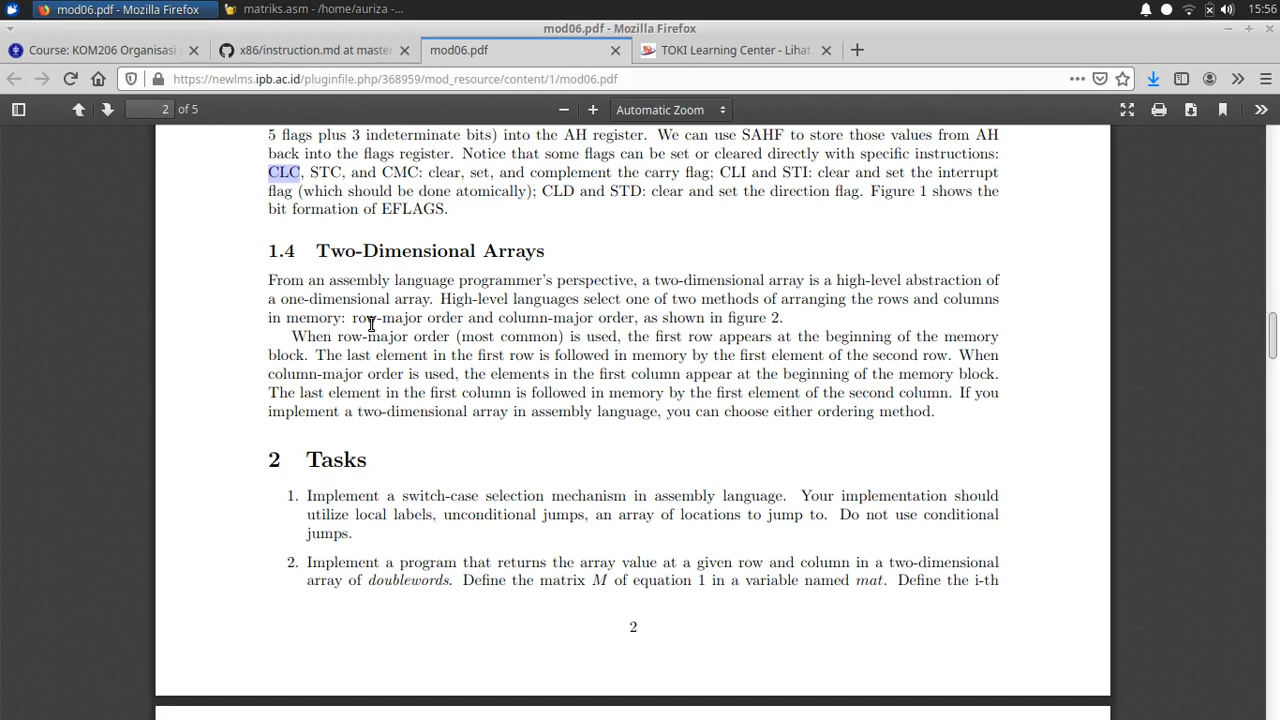 mod06.pdf - Mozilla Firefox
matriks.asm - /home/auriza -...
15:56
mod06.pdf - Mozilla Firefox
Course: KOM206 Organisasi
x86/instruction.md at master
mod06.pdf
TOKI Learning Center - Lihat
https://newlms.ipb.ac.id/pluginfile.php/368959/mod_resource/content/1/mod06.pdf
2 of 5
Automatic Zoom
5 flags plus 3 indeterminate bits) into the AH register. We can use SAHF to store those values from AH
back into the flags register. Notice that some flags can be set or cleared directly with specific instructions:
CLC, STC, and CMC: clear, set, and complement the carry flag; CLI and STI: clear and set the interrupt
flag (which should be done atomically); CLD and STD: clear and set the direction flag. Figure 1 shows the
bit formation of EFLAGS.
1.4 Two-Dimensional Arrays
From an assembly language programmer's perspective, a two-dimensional array is a high-level abstraction of
a one-dimensional array. High-level languages select one of two methods of arranging the rows and columns
in memory: row-major order and column-major order, as shown in figure 2.
When row-major order (most common) is used, the first row appears at the beginning of the memory
block. The last element in the first row is followed in memory by the first element of the second row. When
column-major order is used, the elements in the first column appear at the beginning of the memory block.
The last element in the first column is followed in memory by the first element of the second column. If you
implement a two-dimensional array in assembly language, you can choose either ordering method.
2 Tasks
1. Implement a switch-case selection mechanism in assembly language. Your implementation should
utilize local labels, unconditional jumps, an array of locations to jump to. Do not use conditional
jumps.
2. Implement a program that returns the array value at a given row and column in a two-dimensional
array of doublewords. Define the matrix M of equation 1 in a variable named mat. Define the i-th
2